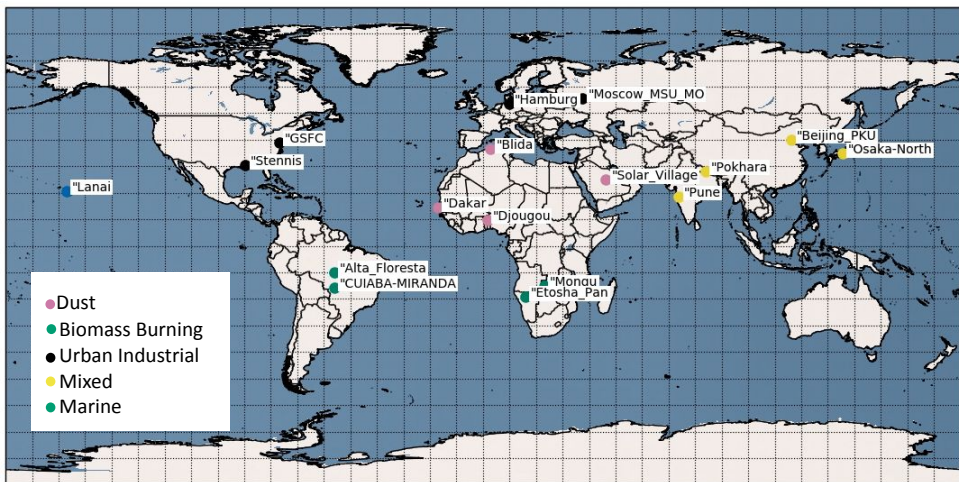 "Hamburg
"Moscow_MSU_MO
"GSFC
"Beijing_PKU
"Blida
"Osaka-North
"Stennis
"Pokhara
"Solar_Village
"Lanai
"Pune
"Dakar
"Djougou
"Alta_Floresta
"CUIABA-MIRANDA
"Mongu
"Etosha_Pan
Dust
Biomass Burning
Urban Industrial
Mixed
Marine